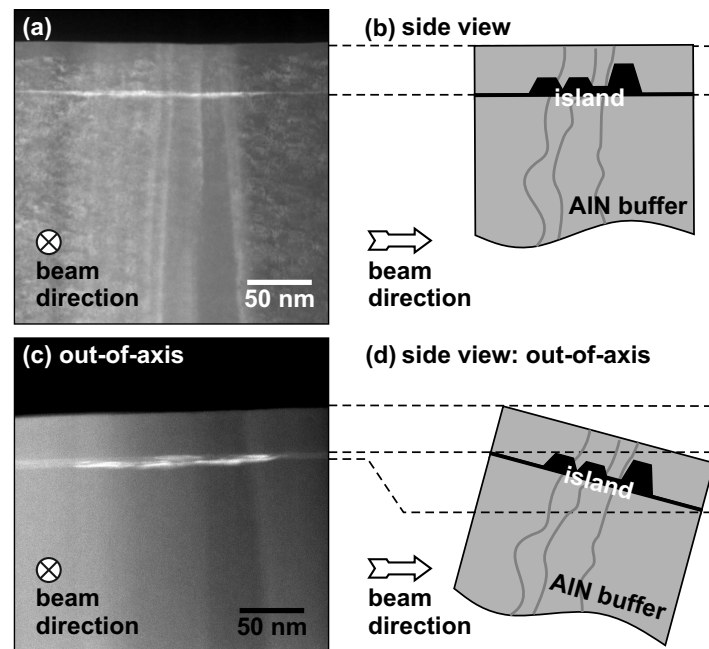 (a)
beam
direction
50 nm
(b) side view
island
AlN buffer
beam
direction
(c) out-of-axis
beam
direction
50 nm
(d) side view: out-of-axis
island
AlN buffer
beam
direction